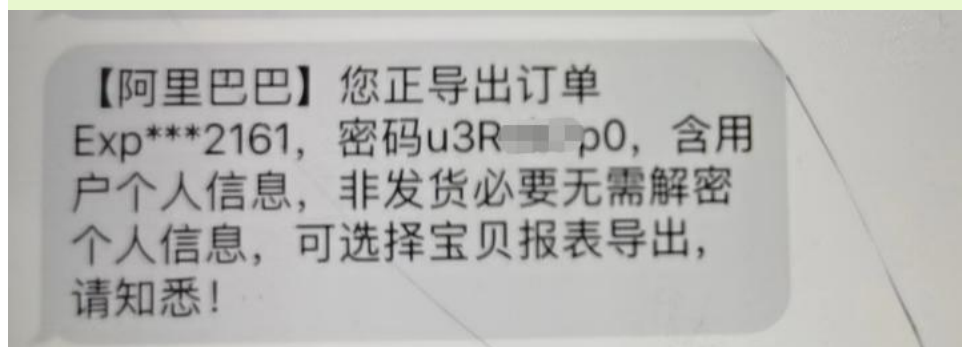 【阿里巴巴】您正导出订单
Exp***2161，密码u3R p0，含用
户个人信息，非发货必要无需解密
个人信息，可选择宝贝报表导出，
请知悉！